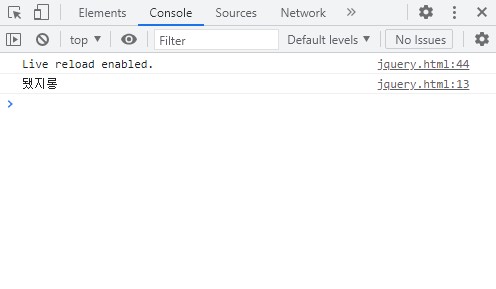 Elements Console Sources Network »
top ▼ Filter Default levels ▼ No Issues
Live reload enabled. jquery.html:44
됐지롱 jquery.html:13
>